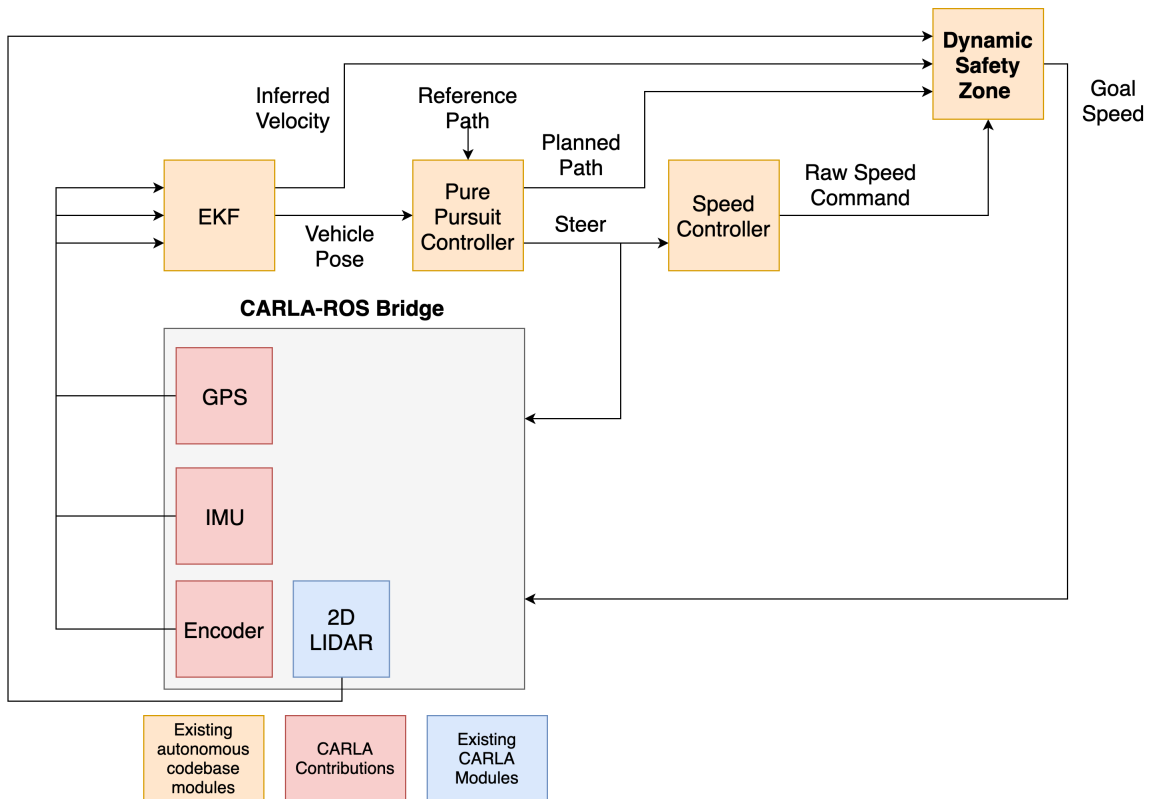 Dynamic
Safety
Zone
Goal
Speed
Inferred
Velocity
Reference
Path
Planned
Path
Raw Speed
Command
EKF
Pure
Pursuit
Controller
Steer
Speed
Controller
Vehicle
Pose
CARLA-ROS Bridge
GPS
IMU
Encoder
2D
LIDAR
Existing
autonomous
codebase
modules
CARLA
Contributions
Existing
CARLA
Modules